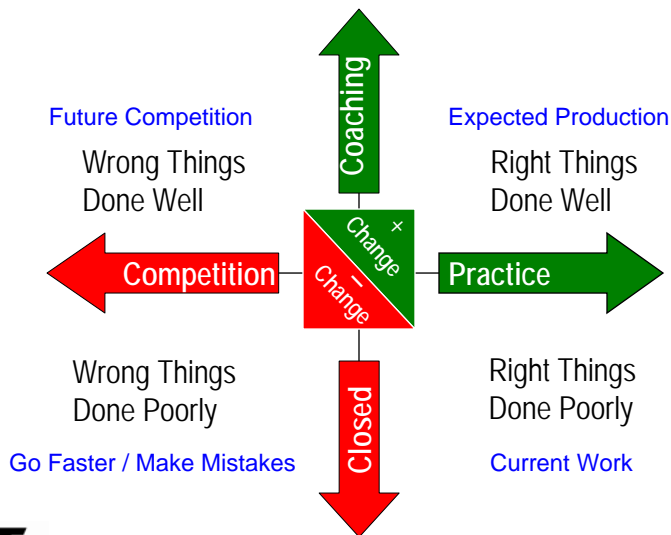 Coaching
Future Competition
Expected Production
Wrong Things
Done Well
Right Things
Done Well
+
Change
Competition
Practice
−
Change
Wrong Things
Done Poorly
Right Things
Done Poorly
Closed
Go Faster / Make Mistakes
Current Work